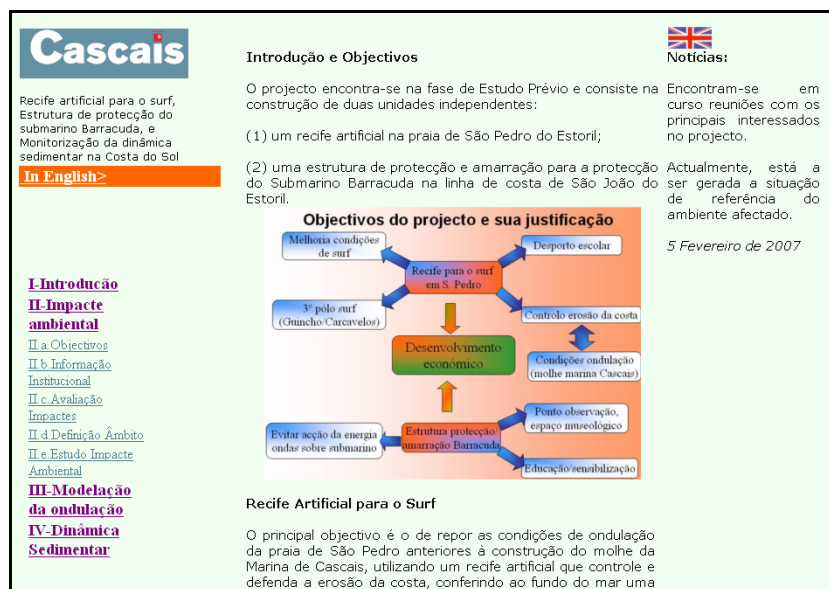 Cascais
Recife artificial para o surf,
Estrutura de protecção do
submarino Barracuda, e
Monitorização da dinâmica
sedimentar na Costa do Sol
In English>
I-Introdução
II-Impacte
ambiental
II.a.Objectivos
II.b.Informação
Institucional
II.c.Avaliação
Impactes
II.d.Definição Âmbito
II.e.Estudo Impacte
Ambiental
III-Modelação
da ondulação
IV-Dinâmica
Sedimentar
Introdução e Objectivos
O projecto encontra-se na fase de Estudo Prévio e consiste na
construção de duas unidades independentes:
(1) um recife artificial na praia de São Pedro do Estoril;
(2) uma estrutura de protecção e amarração para a protecção
do Submarino Barracuda na linha de costa de São João do
Estoril.
Objectivos do projecto e sua justificação
Melhoria condições
de surf
Desporto escolar
Recife para o surf
em S. Pedro
3º pólo surf
(Guincho/Carcavelos)
Controlo erosão da costa
Desenvolvimento
económico
Condições ondulação
(molhe marina Cascais)
Ponto observação,
espaço museológico
Evitar acção da energia
ondas sobre submarino
Estrutura protecção/
amarração Barracuda
Educação/sensibilização
Recife Artificial para o Surf
O principal objectivo é o de repor as condições de ondulação
da praia de São Pedro anteriores à construção do molhe da
Marina de Cascais, utilizando um recife artificial que controle e
defenda a erosão da costa, conferindo ao fundo do mar uma
Notícias:
Encontram-se em
curso reuniões com os
principais interessados
no projecto.
Actualmente, está a
ser gerada a situação
de referência do
ambiente afectado.
5 Fevereiro de 2007